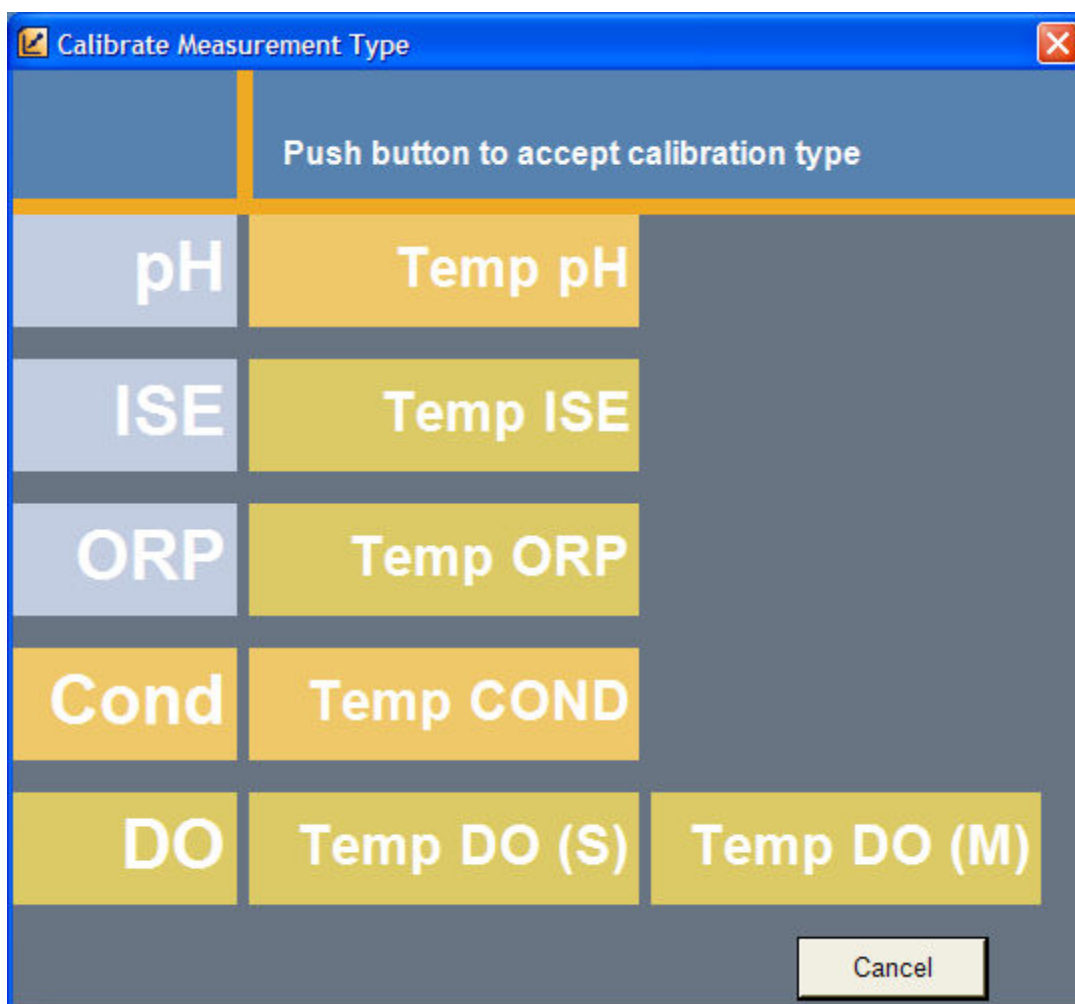 Calibrate Measurement Type
Push button to accept calibration type
pH Temp pH
ISE Temp ISE
ORP Temp ORP
Cond Temp COND
DO Temp DO (S) Temp DO (M)
Cancel